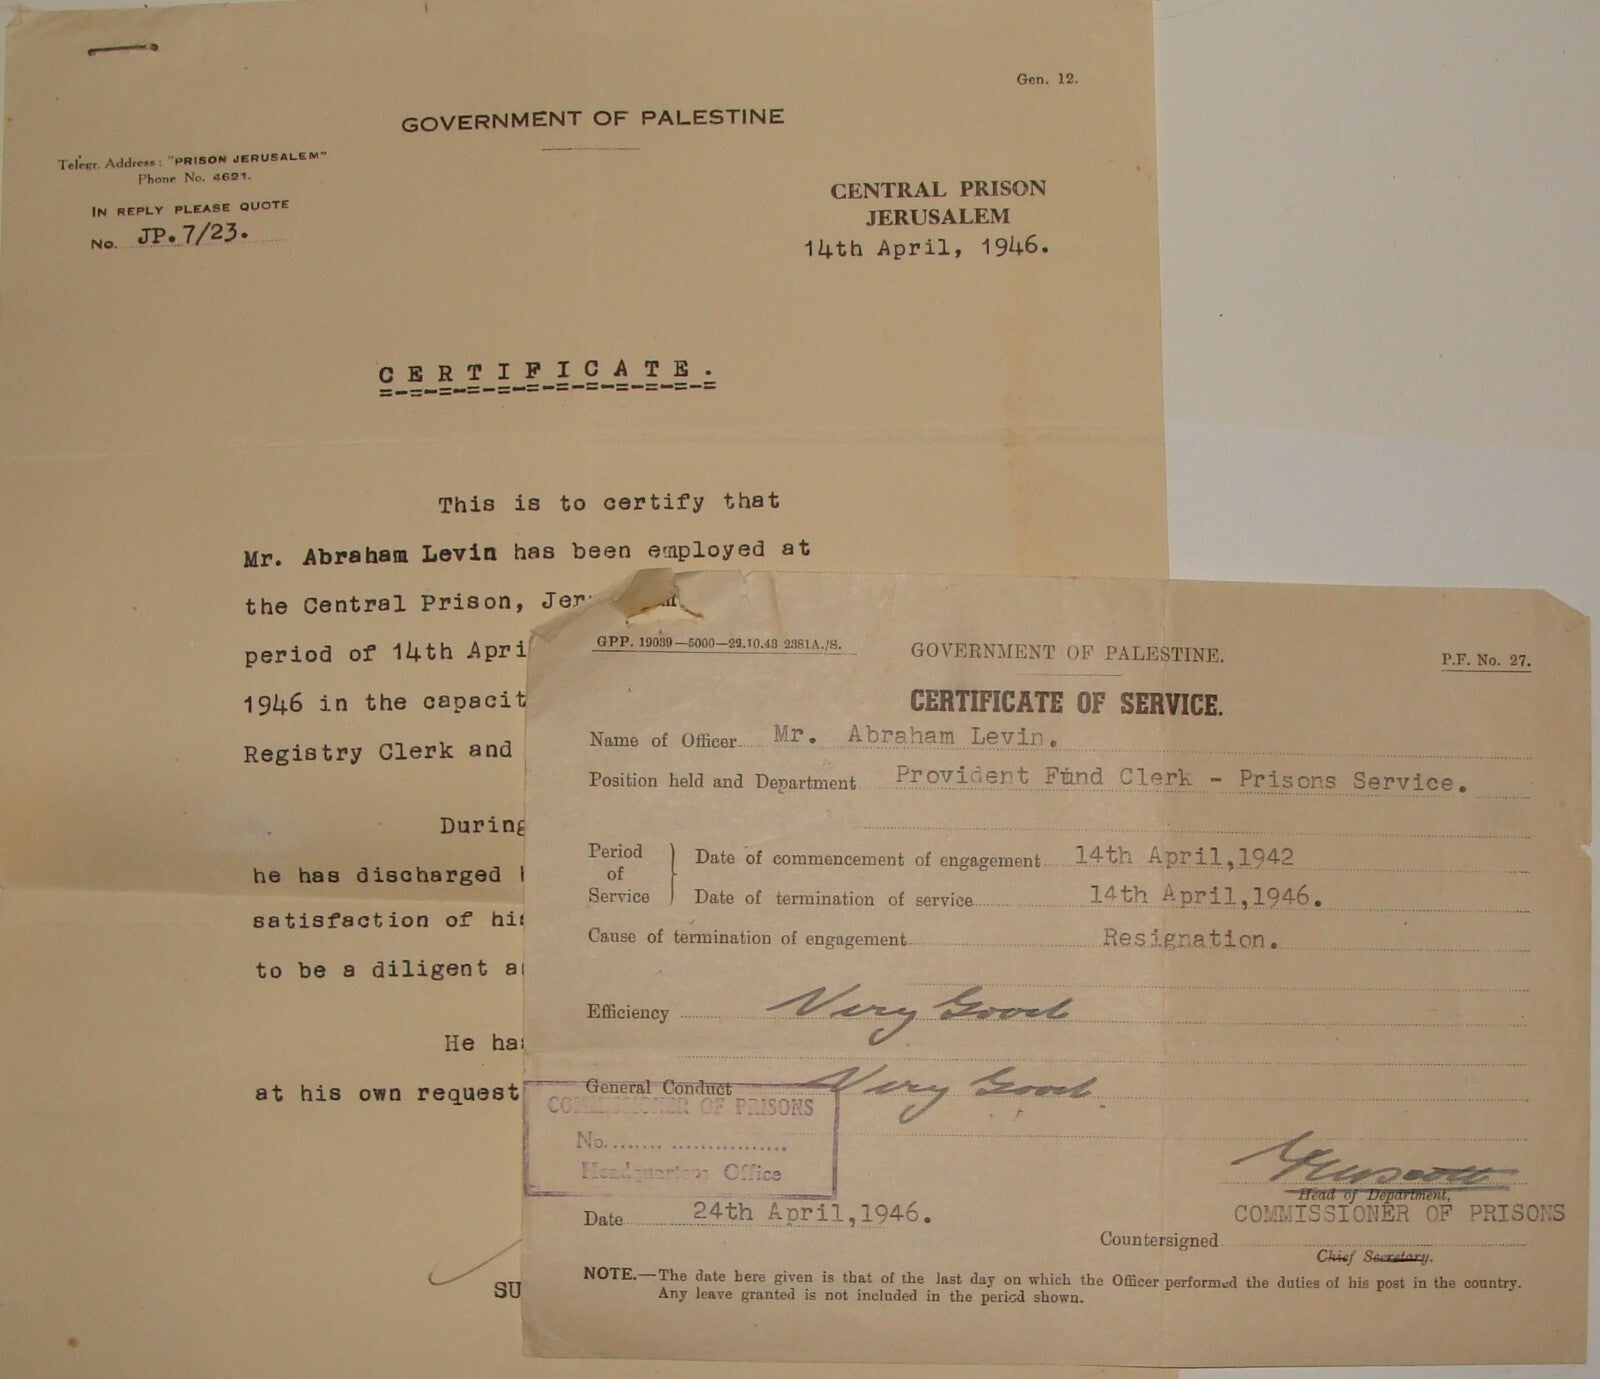 Gen. 12.
GOVERNMENT OF PALESTINE
Telegr. Address: "PRISON JERUSALEM"
Phone No. 4621.
IN REPLY PLEASE QUOTE
No. JP.7/23.
CENTRAL PRISON
JERUSALEM
14th April, 1946.
CERTIFICATE.
This is to certify that
Mr. Abraham Levin has been employed at
the Central Prison,
period of 14th
1946 in the
Registry Clerk and
During
he has discharged
satisfaction of
to be a diligent
He
at his own request
GPP. 19039—5000—22.10.43 2381A./S.
GOVERNMENT OF PALESTINE.
P.F. No. 27.
CERTIFICATE OF SERVICE.
Name of Officer Mr. Abraham Levin.
Position held and Department Provident Fund Clerk - Prisons Service.
Period of Service
Date of commencement of engagement 14th April,1942
Date of termination of service 14th April,1946.
Cause of termination of engagement Resignation.
Efficiency Very Good
General Conduct Very Good
COMMISSIONER OF PRISONS
No.
Headquarters Office
Head of Department,
COMMISSIONER OF PRISONS
Date 24th April,1946.
Countersigned
Chief Secretary.
NOTE.—The date here given is that of the last day on which the Officer performed the duties of his post in the country.
Any leave granted is not included in the period shown.